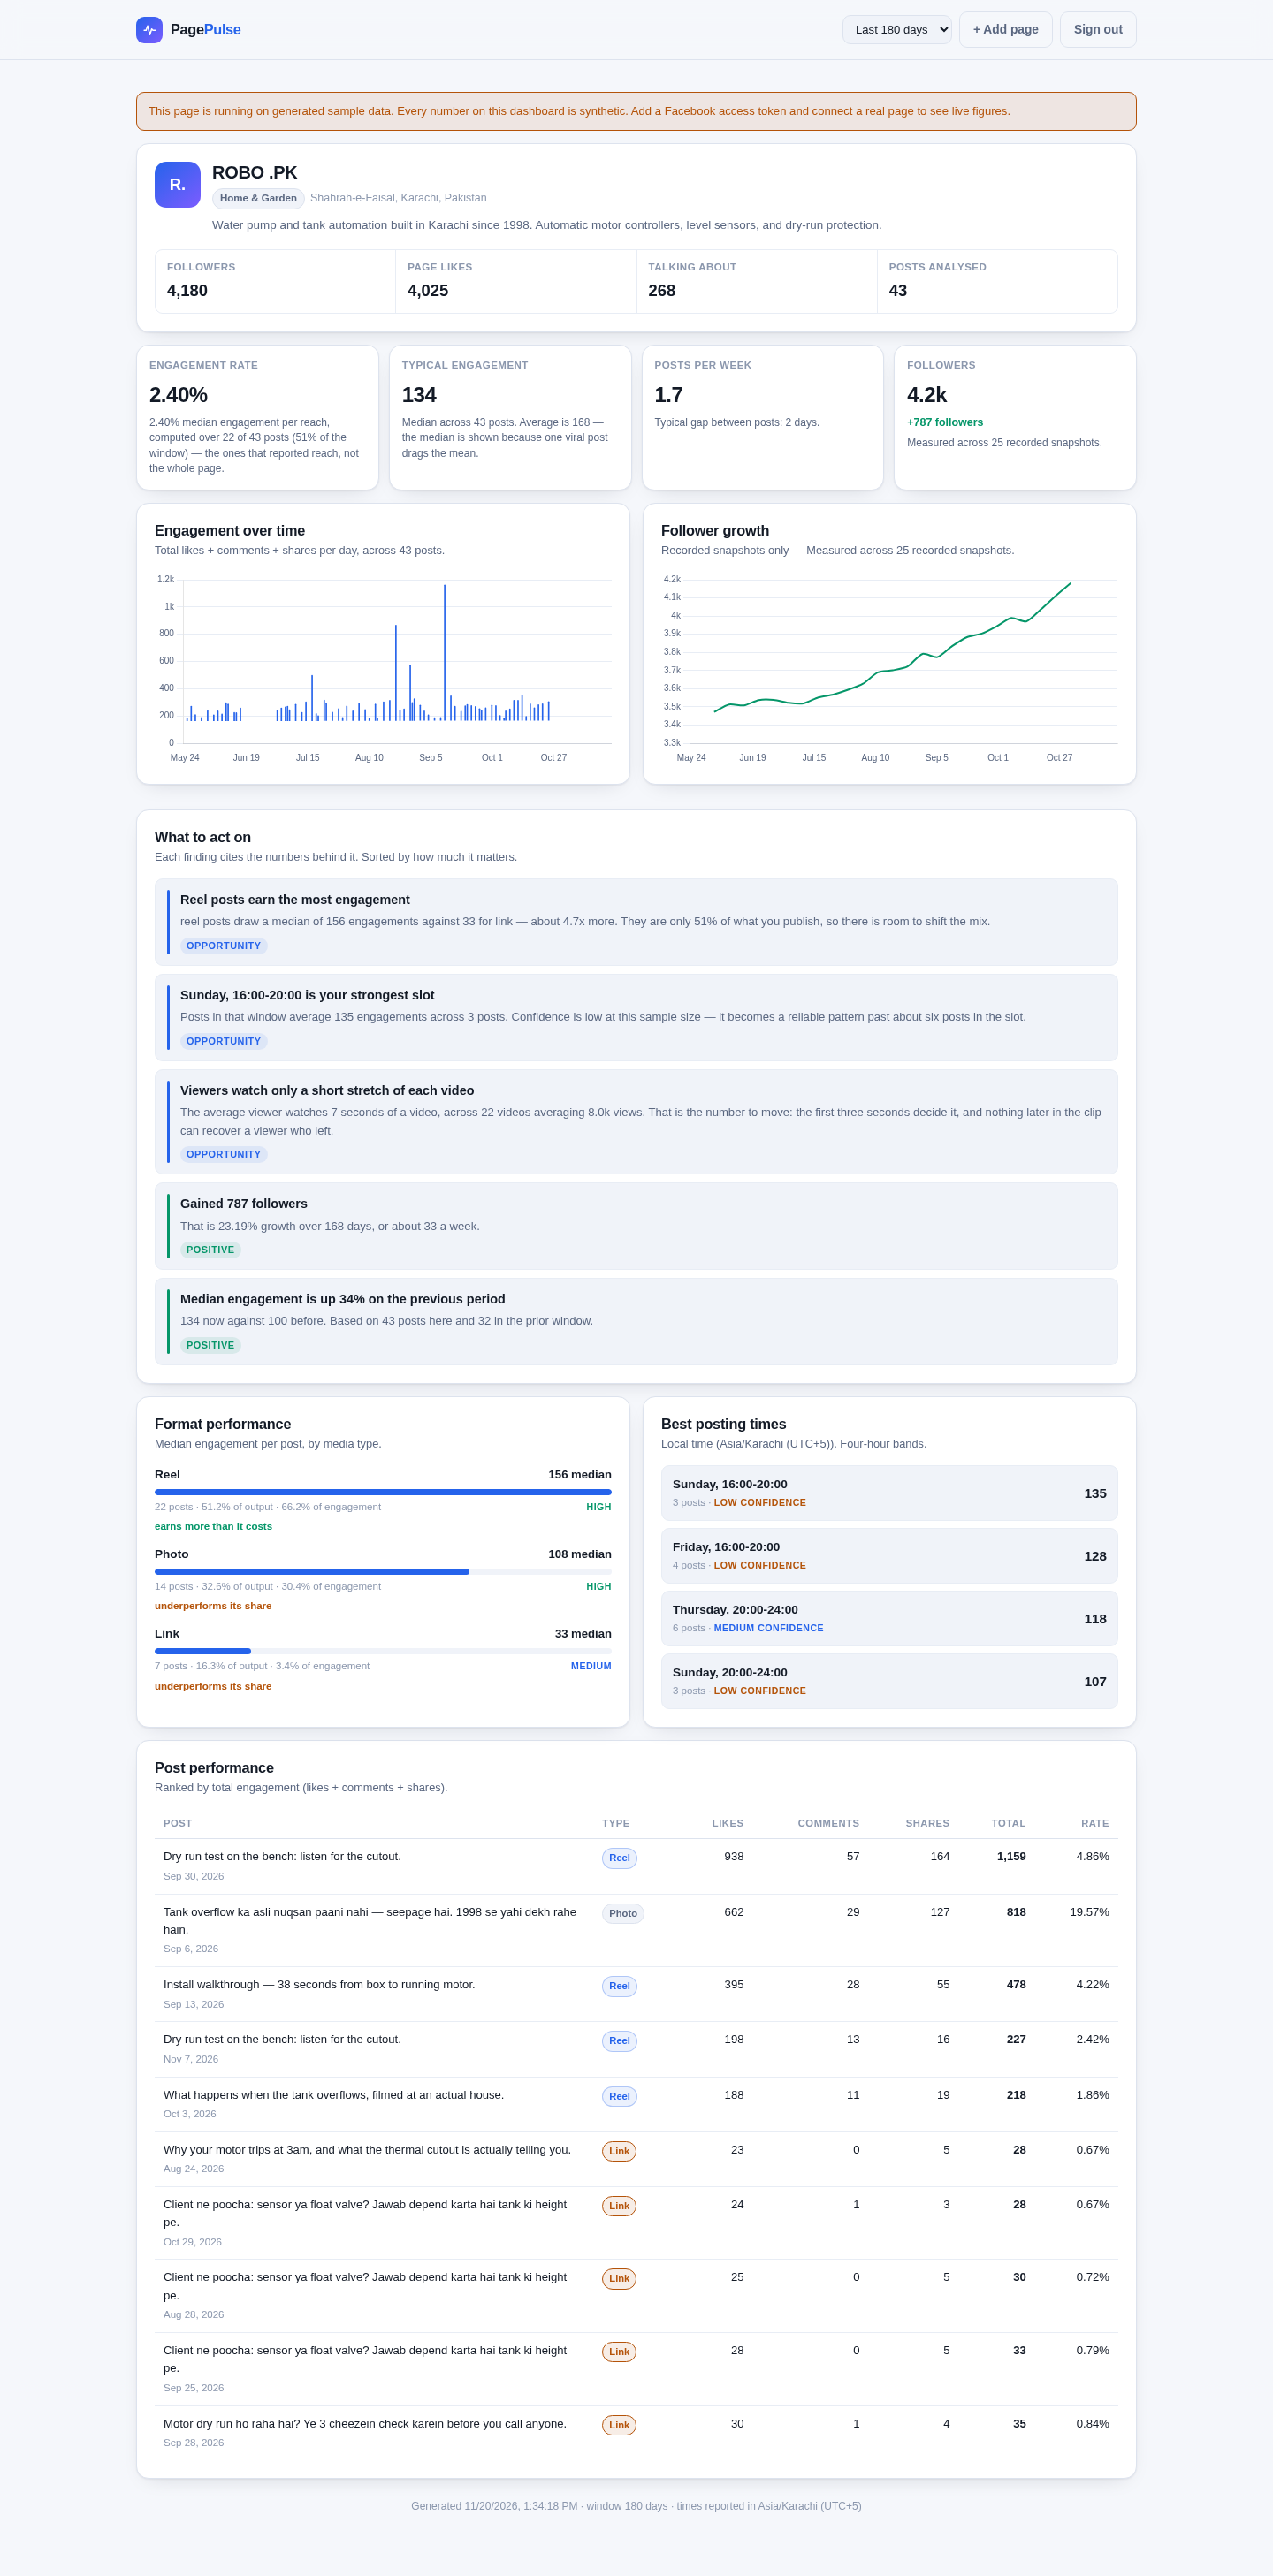 PagePulse
Last 180 days
+ Add page
Sign out
This page is running on generated sample data. Every number on this dashboard is synthetic. Add a Facebook access token and connect a real page to see live figures.
R.
ROBO .PK
Home & Garden
Shahrah-e-Faisal, Karachi, Pakistan
Water pump and tank automation built in Karachi since 1998. Automatic motor controllers, level sensors, and dry-run protection.
FOLLOWERS
4,180
PAGE LIKES
4,025
TALKING ABOUT
268
POSTS ANALYSED
43
ENGAGEMENT RATE
2.40%
2.40% median engagement per reach,
computed over 22 of 43 posts (51% of the
window) — the ones that reported reach, not
the whole page.
TYPICAL ENGAGEMENT
134
Median across 43 posts. Average is 168 —
the median is shown because one viral post
drags the mean.
POSTS PER WEEK
1.7
Typical gap between posts: 2 days.
FOLLOWERS
4.2k
+787 followers
Measured across 25 recorded snapshots.
Engagement over time
Total likes + comments + shares per day, across 43 posts.
1.2k
1k
800
600
400
200
0
May 24
Jun 19
Jul 15
Aug 10
Sep 5
Oct 1
Oct 27
Follower growth
Recorded snapshots only — Measured across 25 recorded snapshots.
4.2k
4.1k
4k
3.9k
3.8k
3.7k
3.6k
3.5k
3.4k
3.3k
May 24
Jun 19
Jul 15
Aug 10
Sep 5
Oct 1
Oct 27
What to act on
Each finding cites the numbers behind it. Sorted by how much it matters.
Reel posts earn the most engagement
reel posts draw a median of 156 engagements against 33 for link — about 4.7x more. They are only 51% of what you publish, so there is room to shift the mix.
OPPORTUNITY
Sunday, 16:00-20:00 is your strongest slot
Posts in that window average 135 engagements across 3 posts. Confidence is low at this sample size — it becomes a reliable pattern past about six posts in the slot.
OPPORTUNITY
Viewers watch only a short stretch of each video
The average viewer watches 7 seconds of a video, across 22 videos averaging 8.0k views. That is the number to move: the first three seconds decide it, and nothing later in the clip
can recover a viewer who left.
OPPORTUNITY
Gained 787 followers
That is 23.19% growth over 168 days, or about 33 a week.
POSITIVE
Median engagement is up 34% on the previous period
134 now against 100 before. Based on 43 posts here and 32 in the prior window.
POSITIVE
Format performance
Median engagement per post, by media type.
Reel
156 median
22 posts · 51.2% of output · 66.2% of engagement
HIGH
earns more than it costs
Photo
108 median
14 posts · 32.6% of output · 30.4% of engagement
HIGH
underperforms its share
Link
33 median
7 posts · 16.3% of output · 3.4% of engagement
MEDIUM
underperforms its share
Best posting times
Local time (Asia/Karachi (UTC+5)). Four-hour bands.
Sunday, 16:00-20:00
3 posts · LOW CONFIDENCE
135
Friday, 16:00-20:00
4 posts · LOW CONFIDENCE
128
Thursday, 20:00-24:00
6 posts · MEDIUM CONFIDENCE
118
Sunday, 20:00-24:00
3 posts · LOW CONFIDENCE
107
Post performance
Ranked by total engagement (likes + comments + shares).
POST TYPE LIKES COMMENTS SHARES TOTAL RATE
Dry run test on the bench: listen for the cutout. Reel 938 57 164 1,159 4.86%
Sep 30, 2026
Tank overflow ka asli nuqsan paani nahi — seepage hai. 1998 se yahi dekh rahe Photo 662 29 127 818 19.57%
hain.
Sep 6, 2026
Install walkthrough — 38 seconds from box to running motor. Reel 395 28 55 478 4.22%
Sep 13, 2026
Dry run test on the bench: listen for the cutout. Reel 198 13 16 227 2.42%
Nov 7, 2026
What happens when the tank overflows, filmed at an actual house. Reel 188 11 19 218 1.86%
Oct 3, 2026
Why your motor trips at 3am, and what the thermal cutout is actually telling you. Link 23 0 5 28 0.67%
Aug 24, 2026
Client ne poocha: sensor ya float valve? Jawab depend karta hai tank ki height Link 24 1 3 28 0.67%
pe.
Oct 29, 2026
Client ne poocha: sensor ya float valve? Jawab depend karta hai tank ki height Link 25 0 5 30 0.72%
pe.
Aug 28, 2026
Client ne poocha: sensor ya float valve? Jawab depend karta hai tank ki height Link 28 0 5 33 0.79%
pe.
Sep 25, 2026
Motor dry run ho raha hai? Ye 3 cheezein check karein before you call anyone. Link 30 1 4 35 0.84%
Sep 28, 2026
Generated 11/20/2026, 1:34:18 PM · window 180 days · times reported in Asia/Karachi (UTC+5)